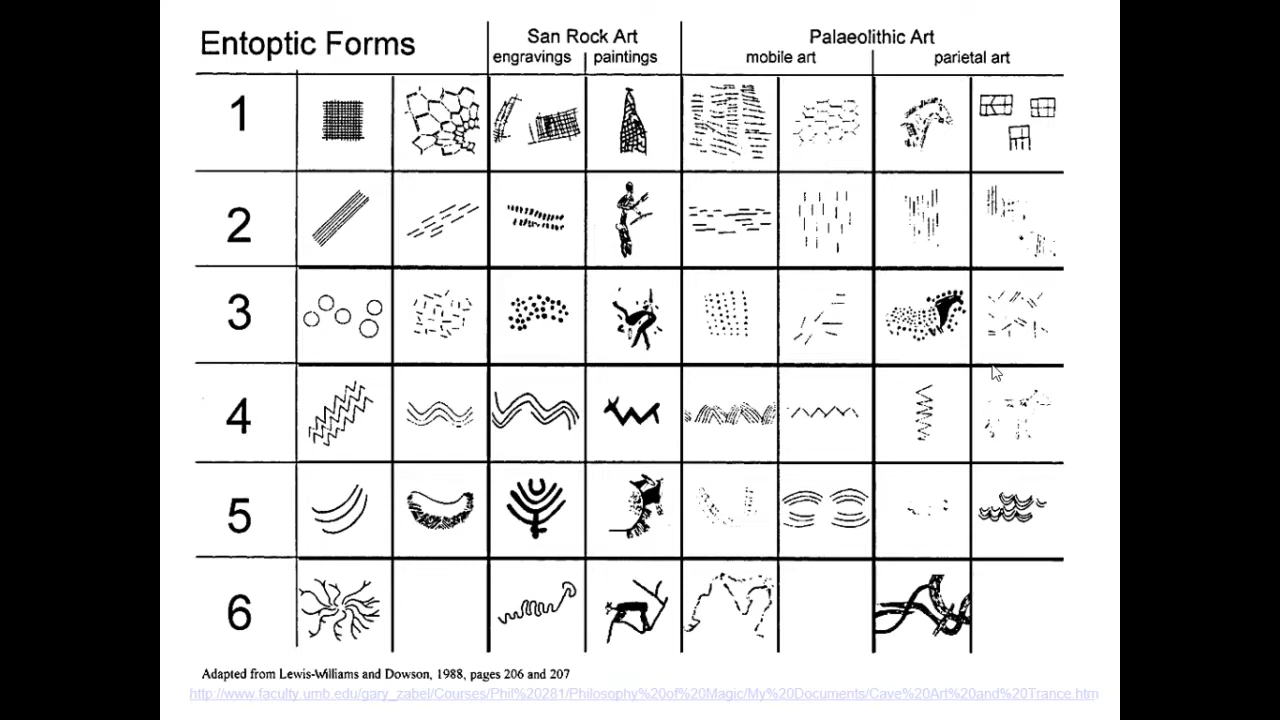 Entoptic Forms
San Rock Art
Palaeolithic Art
engravings
paintings
mobile art
parietal art
1
2
3
4
5
6
Adapted from Lewis-Williams and Dowson, 1988, pages 206 and 207
http://www.faculty.umb.edu/gary_zabel/Courses/Phil%20281/Philosophy%20of%20Magic/My%20Documents/Cave%20Art%20and%20Trance.htm